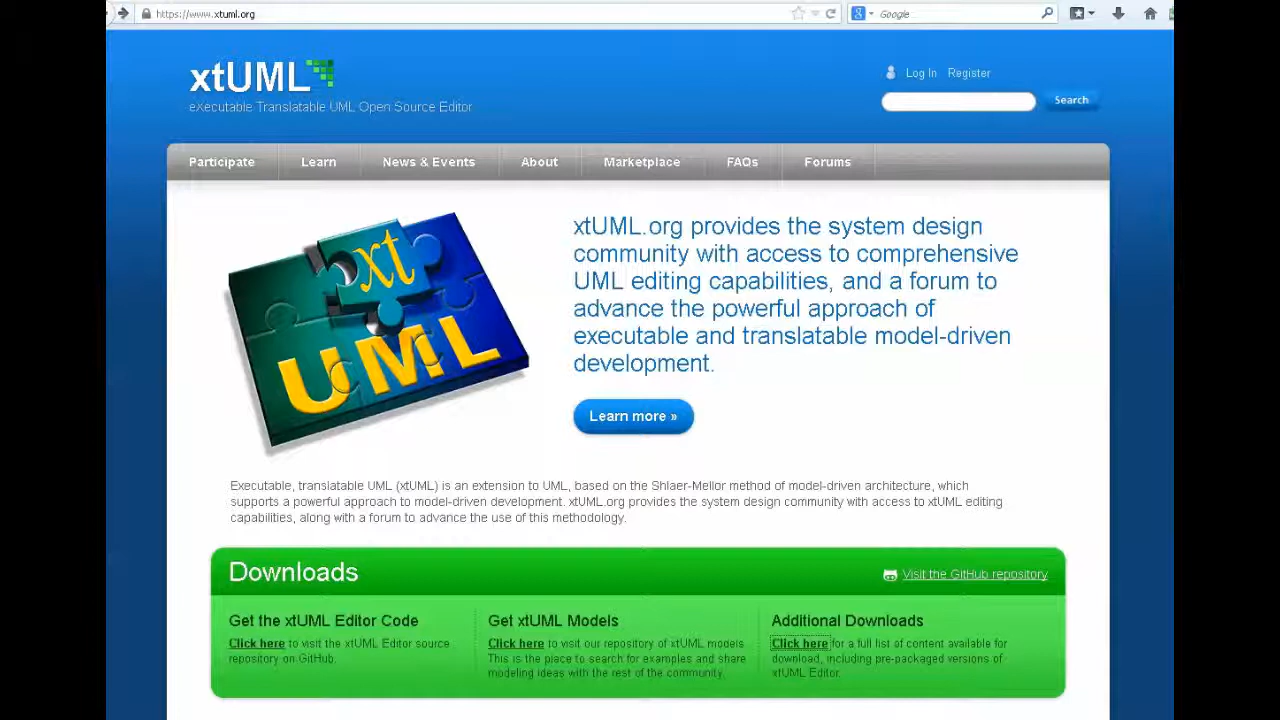 https://www.xtuml.org
Google
xtUML
eXecutable Translatable UML Open Source Editor
Log In Register
Search
Participate Learn News & Events About Marketplace FAQs Forums
xt
UML
xtUML.org provides the system design
community with access to comprehensive
UML editing capabilities, and a forum to
advance the powerful approach of
executable and translatable model-driven
development.
Learn more »
Executable, translatable UML (xtUML) is an extension to UML, based on the Shlaer-Mellor method of model-driven architecture, which
supports a powerful approach to model-driven development. xtUML.org provides the system design community with access to xtUML editing
capabilities, along with a forum to advance the use of this methodology.
Downloads
Visit the GitHub repository
Get the xtUML Editor Code
Click here to visit the xtUML Editor source
repository on GitHub.
Get xtUML Models
Click here to visit our repository of xtUML models
This is the place to search for examples and share
modeling ideas with the rest of the community.
Additional Downloads
Click here for a full list of content available for
download, including pre-packaged versions of
xtUML Editor.